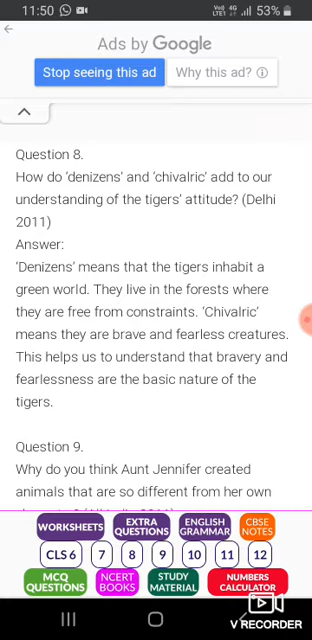 11:50
Vo) 4G LTE1 53%
Ads by Google
Stop seeing this ad Why this ad?
Question 8.
How do 'denizens' and 'chivalric' add to our
understanding of the tigers' attitude? (Delhi
2011)
Answer:
'Denizens' means that the tigers inhabit a
green world. They live in the forests where
they are free from constraints. 'Chivalric'
means they are brave and fearless creatures.
This helps us to understand that bravery and
fearlessness are the basic nature of the
tigers.
Question 9.
Why do you think Aunt Jennifer created
animals that are so different from her own
WORKSHEETS EXTRA QUESTIONS ENGLISH GRAMMAR CBSE NOTES
CLS 6 7 8 9 10 11 12
MCQ QUESTIONS NCERT BOOKS STUDY MATERIAL NUMBERS CALCULATOR
V RECORDER